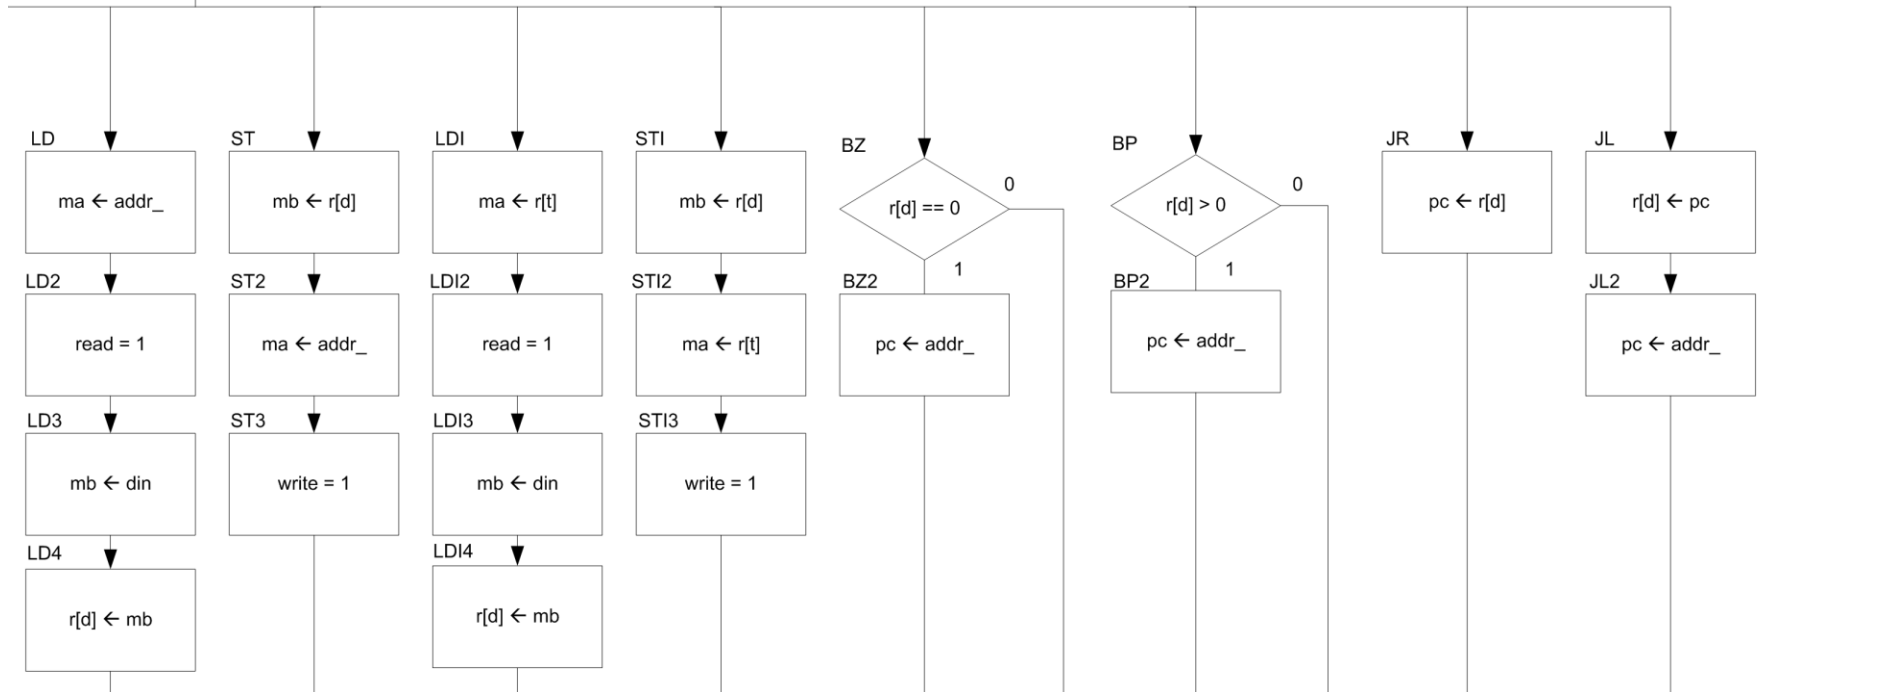 LD
ST
LDI
STI
BZ
BP
JR
JL
ma ← addr_
mb ← r[d]
ma ← r[t]
mb ← r[d]
r[d] == 0
0
1
r[d] > 0
0
1
pc ← r[d]
r[d] ← pc
LD2
ST2
LDI2
STI2
BZ2
BP2
JL2
read = 1
ma ← addr_
read = 1
ma ← r[t]
pc ← addr_
pc ← addr_
pc ← addr_
LD3
ST3
LDI3
STI3
mb ← din
write = 1
mb ← din
write = 1
LD4
LDI4
r[d] ← mb
r[d] ← mb